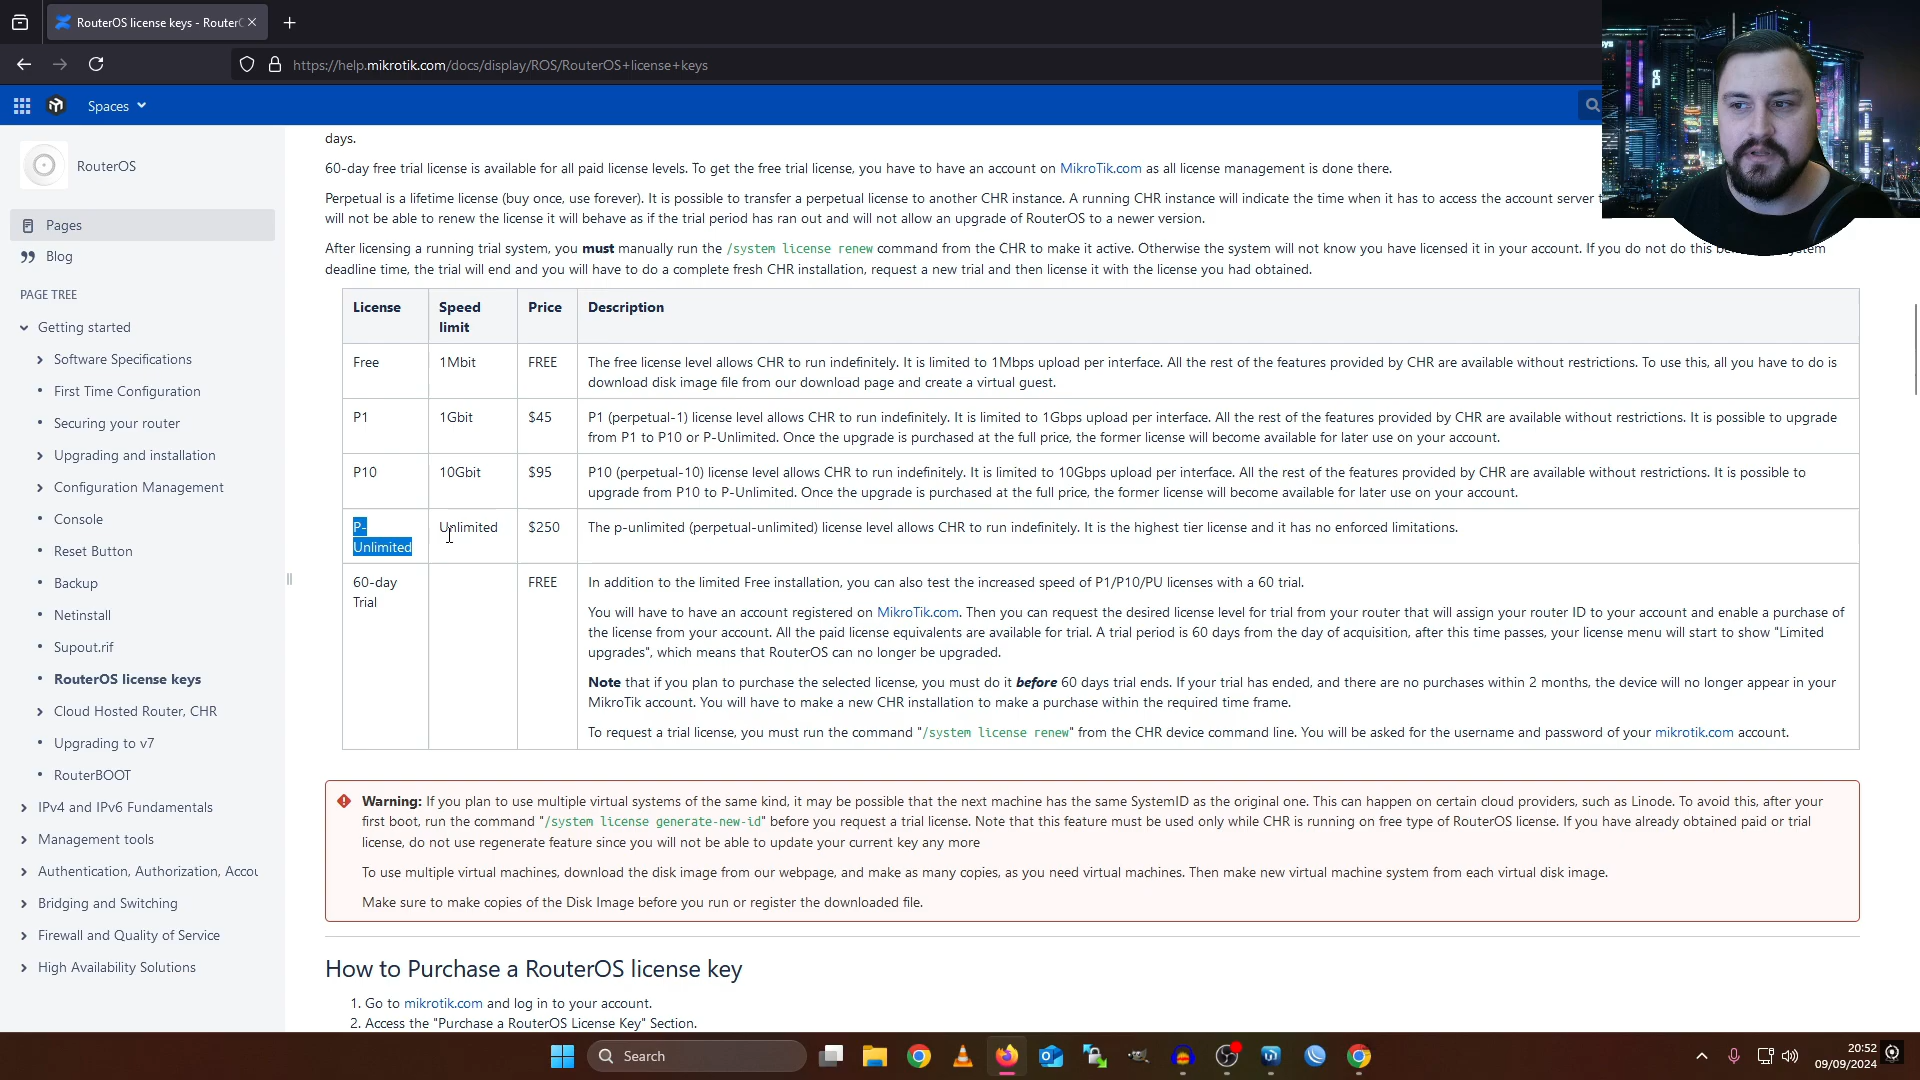 RouterOS license keys - RouterO
https://help.mikrotik.com/docs/display/ROS/RouterOS+license+keys
Spaces
RouterOS
Pages
Blog
PAGE TREE
Getting started
Software Specifications
First Time Configuration
Securing your router
Upgrading and installation
Configuration Management
Console
Reset Button
Backup
Netinstall
Supout.rif
RouterOS license keys
Cloud Hosted Router, CHR
Upgrading to v7
RouterBOOT
IPv4 and IPv6 Fundamentals
Management tools
Authentication, Authorization, Accou
Bridging and Switching
Firewall and Quality of Service
High Availability Solutions
days.
60-day free trial license is available for all paid license levels. To get the free trial license, you have to have an account on MikroTik.com as all license management is done there.
Perpetual is a lifetime license (buy once, use forever). It is possible to transfer a perpetual license to another CHR instance. A running CHR instance will indicate the time when it has to access the account server
will not be able to renew the license it will behave as if the trial period has ran out and will not allow an upgrade of RouterOS to a newer version.
After licensing a running trial system, you must manually run the /system license renew command from the CHR to make it active. Otherwise the system will not know you have licensed it in your account. If you do not do this
deadline time, the trial will end and you will have to do a complete fresh CHR installation, request a new trial and then license it with the license you had obtained.
License
Speed
limit
Price
Description
Free
1Mbit
FREE
The free license level allows CHR to run indefinitely. It is limited to 1Mbps upload per interface. All the rest of the features provided by CHR are available without restrictions. To use this, all you have to do is
download disk image file from our download page and create a virtual guest.
P1
1Gbit
$45
P1 (perpetual-1) license level allows CHR to run indefinitely. It is limited to 1Gbps upload per interface. All the rest of the features provided by CHR are available without restrictions. It is possible to upgrade
from P1 to P10 or P-Unlimited. Once the upgrade is purchased at the full price, the former license will become available for later use on your account.
P10
10Gbit
$95
P10 (perpetual-10) license level allows CHR to run indefinitely. It is limited to 10Gbps upload per interface. All the rest of the features provided by CHR are available without restrictions. It is possible to
upgrade from P10 to P-Unlimited. Once the upgrade is purchased at the full price, the former license will become available for later use on your account.
P-
Unlimited
Unlimited
$250
The p-unlimited (perpetual-unlimited) license level allows CHR to run indefinitely. It is the highest tier license and it has no enforced limitations.
60-day
Trial
FREE
In addition to the limited Free installation, you can also test the increased speed of P1/P10/PU licenses with a 60 trial.
You will have to have an account registered on MikroTik.com. Then you can request the desired license level for trial from your router that will assign your router ID to your account and enable a purchase of
the license from your account. All the paid license equivalents are available for trial. A trial period is 60 days from the day of acquisition, after this time passes, your license menu will start to show "Limited
upgrades", which means that RouterOS can no longer be upgraded.
Note that if you plan to purchase the selected license, you must do it before 60 days trial ends. If your trial has ended, and there are no purchases within 2 months, the device will no longer appear in your
MikroTik account. You will have to make a new CHR installation to make a purchase within the required time frame.
To request a trial license, you must run the command "/system license renew" from the CHR device command line. You will be asked for the username and password of your mikrotik.com account.
Warning: If you plan to use multiple virtual systems of the same kind, it may be possible that the next machine has the same SystemID as the original one. This can happen on certain cloud providers, such as Linode. To avoid this, after your
first boot, run the command "/system license generate-new-id" before you request a trial license. Note that this feature must be used only while CHR is running on free type of RouterOS license. If you have already obtained paid or trial
license, do not use regenerate feature since you will not be able to update your current key any more
To use multiple virtual machines, download the disk image from our webpage, and make as many copies, as you need virtual machines. Then make new virtual machine system from each virtual disk image.
Make sure to make copies of the Disk Image before you run or register the downloaded file.
How to Purchase a RouterOS license key
1. Go to mikrotik.com and log in to your account.
2. Access the "Purchase a RouterOS License Key" Section.
Search
20:52
09/09/2024